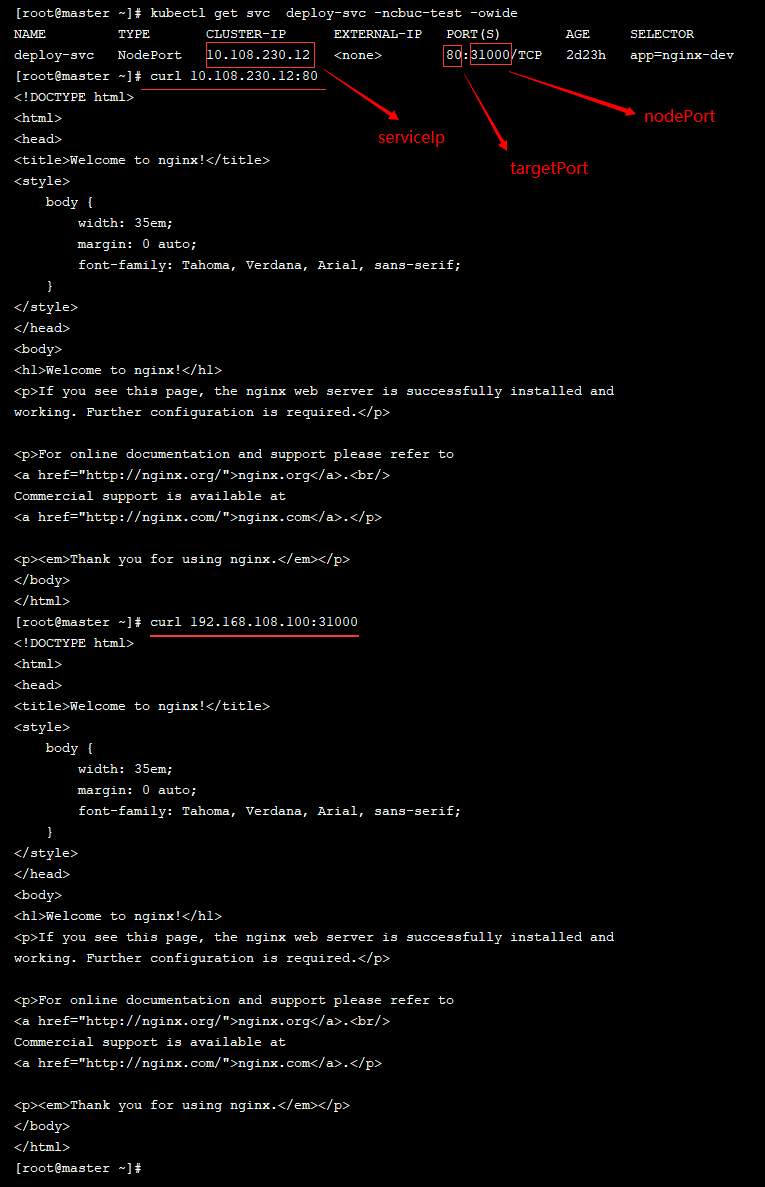 [root@master ~]# kubectl get svc  deploy-svc -ncbuc-test -owide
NAME         TYPE       CLUSTER-IP      EXTERNAL-IP   PORT(S)        AGE     SELECTOR
deploy-svc   NodePort   10.108.230.12   <none>        80:31000/TCP   2d23h   app=nginx-dev
[root@master ~]# curl 10.108.230.12:80
<!DOCTYPE html>
nodePort
<html>
<head>
serviceIp
<title>Welcome to nginx!</title>
targetPort
<style>
    body {
        width: 35em;
        margin: 0 auto;
        font-family: Tahoma, Verdana, Arial, sans-serif;
    }
</style>
</head>
<body>
<h1>Welcome to nginx!</h1>
<p>If you see this page, the nginx web server is successfully installed and
working. Further configuration is required.</p>

<p>For online documentation and support please refer to
<a href="http://nginx.org/">nginx.org</a>.<br/>
Commercial support is available at
<a href="http://nginx.com/">nginx.com</a>.</p>

<p><em>Thank you for using nginx.</em></p>
</body>
</html>
[root@master ~]# curl 192.168.108.100:31000
<!DOCTYPE html>
<html>
<head>
<title>Welcome to nginx!</title>
<style>
    body {
        width: 35em;
        margin: 0 auto;
        font-family: Tahoma, Verdana, Arial, sans-serif;
    }
</style>
</head>
<body>
<h1>Welcome to nginx!</h1>
<p>If you see this page, the nginx web server is successfully installed and
working. Further configuration is required.</p>

<p>For online documentation and support please refer to
<a href="http://nginx.org/">nginx.org</a>.<br/>
Commercial support is available at
<a href="http://nginx.com/">nginx.com</a>.</p>

<p><em>Thank you for using nginx.</em></p>
</body>
</html>
[root@master ~]#